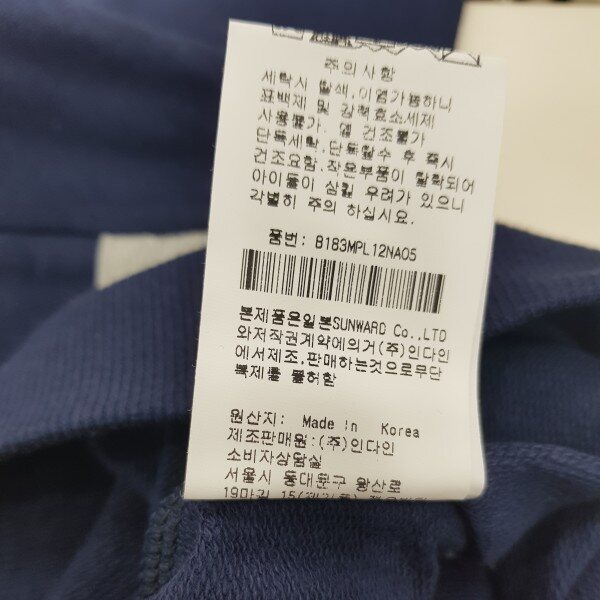 주의사항
세탁시 탈색,이염가능하니
표백제 및 강력효소세제
사용불가. 열 건조불가
단독세탁,단독탈수 후 즉시
건조요함.작은부품이 탈락되어
아이들이 삼킬 우려가 있으니
각별히 주의 하십시요.
품번: B183MPL12NA05
본제품은일본SUNWARD Co.,LTD
와저작권계약에의거(주)인다인
에서제조,판매하는것으로무단
복제를 불허함
원산지: Made in Korea
제조판매원:(주)인다인
소비자상담실
서울시 동대문구 왕산로
19마길 15